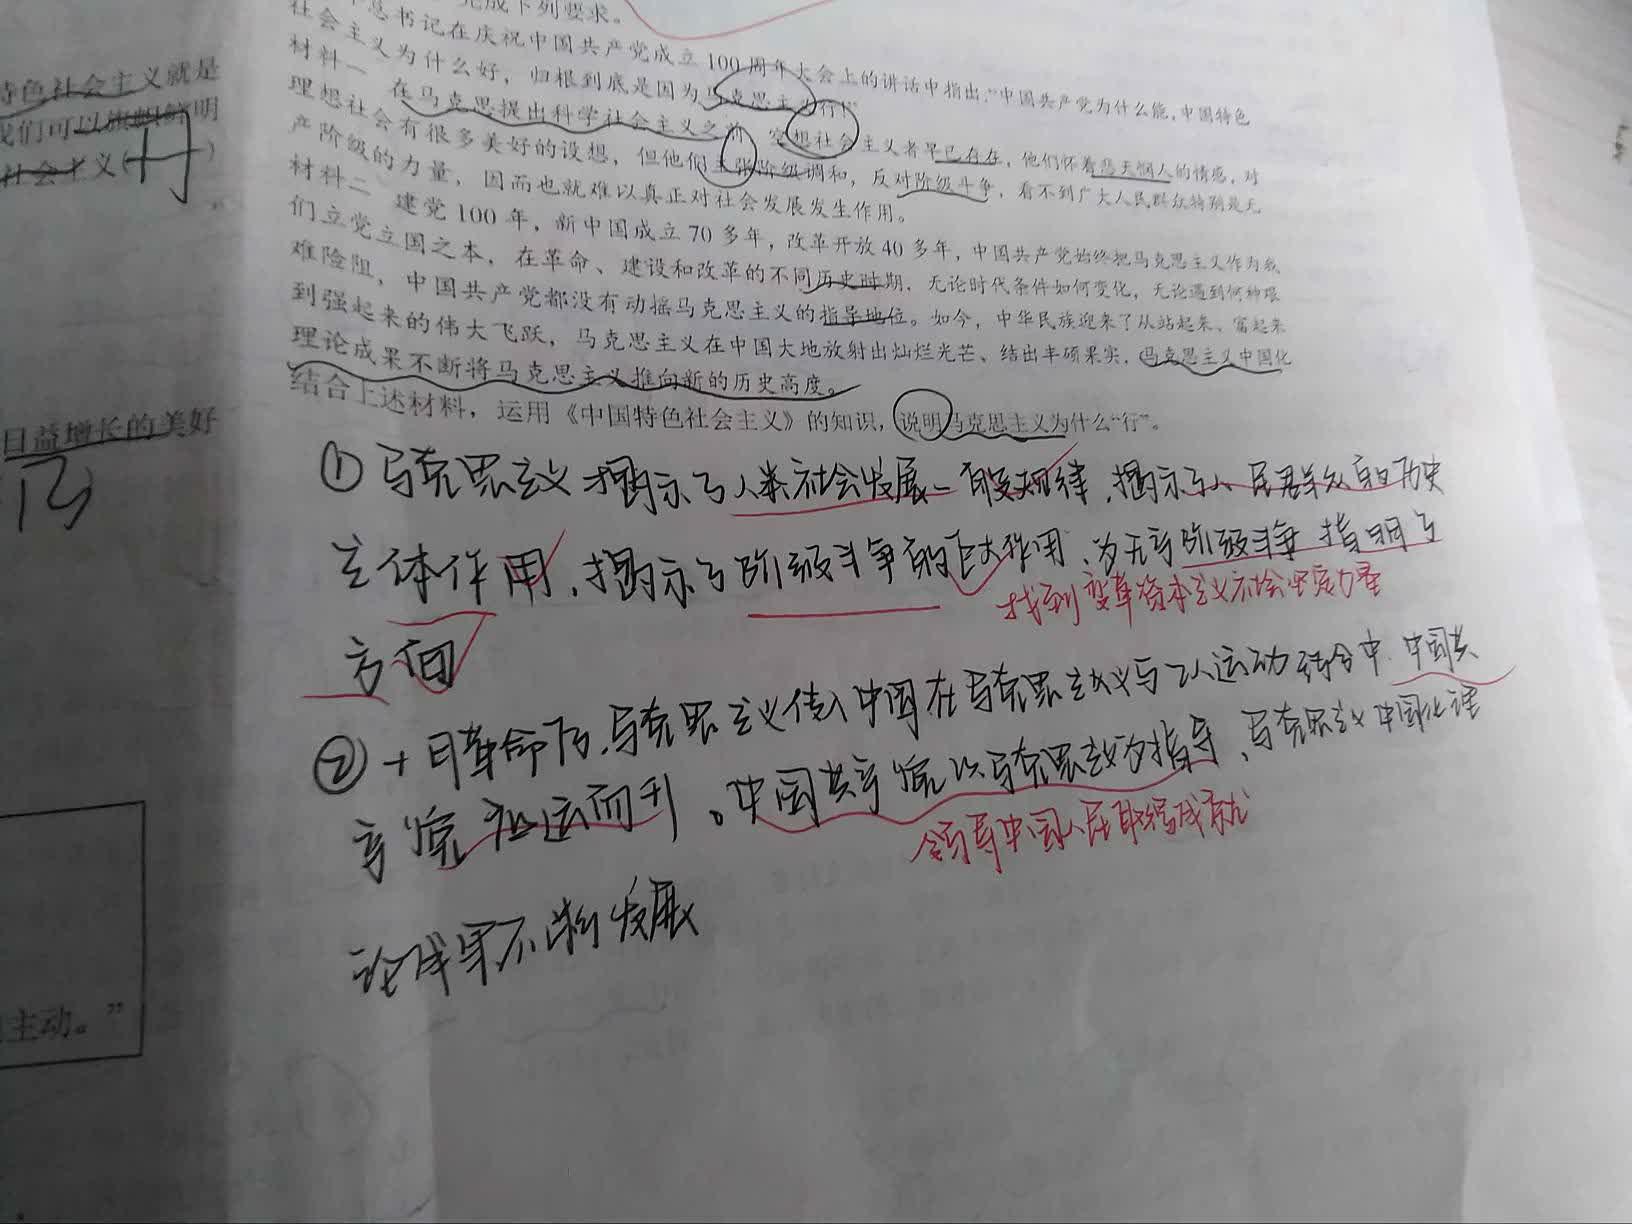 完成下列要求。
总书记在庆祝中国共产党成立100周年大会上的讲话中指出:“中国共产党为什么能,中国特色
社会主义为什么好,归根到底是因为马克思主义行!”
材料一 在马克思提出科学社会主义之前,空想社会主义者早已存在,他们怀着悲天悯人的情感,对
理想社会有很多美好的设想,但他们主张阶级调和,反对阶级斗争,看不到广大人民群众特别是无
产阶级的力量,因而也就难以真正对社会发展发生作用。
材料二 建党100年,新中国成立70多年,改革开放40多年,中国共产党始终把马克思主义作为我
们立党立国之本,在革命、建设和改革的不同历史时期,无论时代条件如何变化,无论遇到何种艰
难险阻,中国共产党都没有动摇马克思主义的指导地位。如今,中华民族迎来了从站起来、富起来
到强起来的伟大飞跃,马克思主义在中国大地放射出灿烂光芒、结出丰硕果实,马克思主义中国化
理论成果不断将马克思主义推向新的历史高度。
结合上述材料,运用《中国特色社会主义》的知识,说明马克思主义为什么“行”。
①马克思主义揭示了人类社会发展一般规律,揭示了人民群众的历史
主体作用,揭示了阶级斗争的巨大作用,为无产阶级斗争指明了
找到变革资本主义社会的力量
方向
②十月革命后,马克思主义传入中国在马克思主义与工人运动结合中,中国共
产党应运而生。中国共产党以马克思主义为指导,马克思主义中国化理
领导中国人民取得成就
论成果不断发展
特色社会主义就是
我们可以旗帜鲜明
社会主义( )
日益增长的美好
主动。”